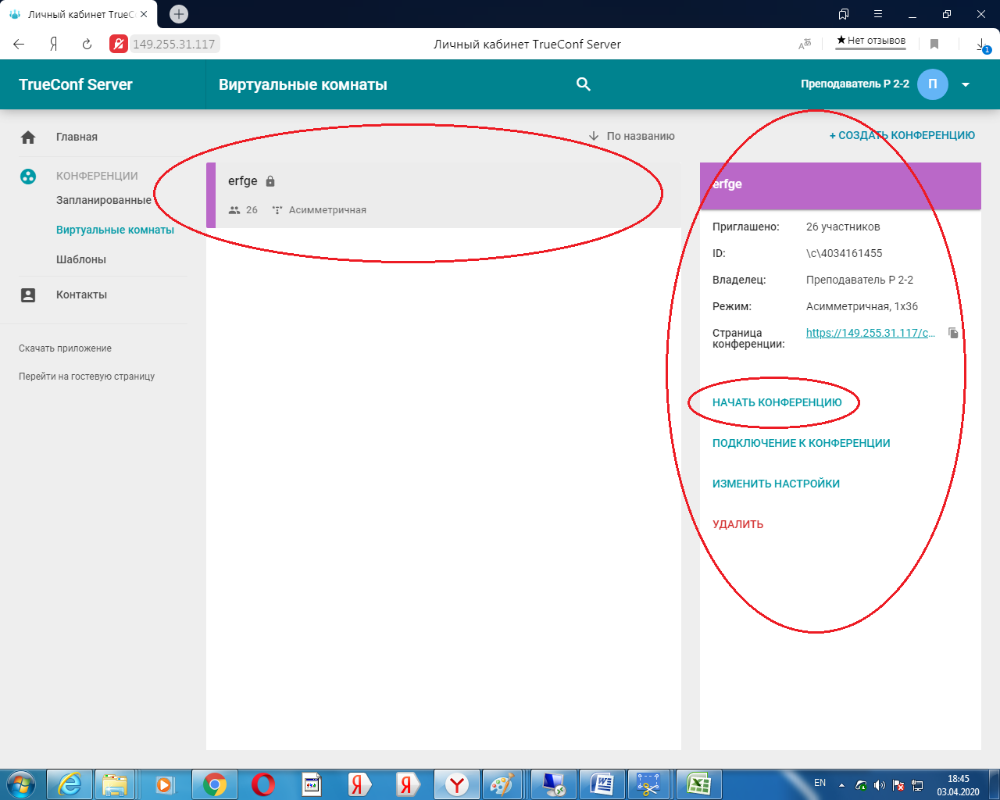 Личный кабинет TrueC
149.255.31.117
Личный кабинет TrueConf Server
Нет отзывов
1
TrueConf Server
Виртуальные комнаты
Преподаватель Р 2-2
П
Главная
КОНФЕРЕНЦИИ
Запланированные
Виртуальные комнаты
Шаблоны
Контакты
Скачать приложение
Перейти на гостевую страницу
По названию
erfge
26 Асимметричная
+ СОЗДАТЬ КОНФЕРЕНЦИЮ
erfge
Приглашено: 26 участников
ID: \c\4034161455
Владелец: Преподаватель Р 2-2
Режим: Асимметричная, 1x36
Страница конференции: https://149.255.31.117/c...
НАЧАТЬ КОНФЕРЕНЦИЮ
ПОДКЛЮЧЕНИЕ К КОНФЕРЕНЦИИ
ИЗМЕНИТЬ НАСТРОЙКИ
УДАЛИТЬ
EN
18:45
03.04.2020